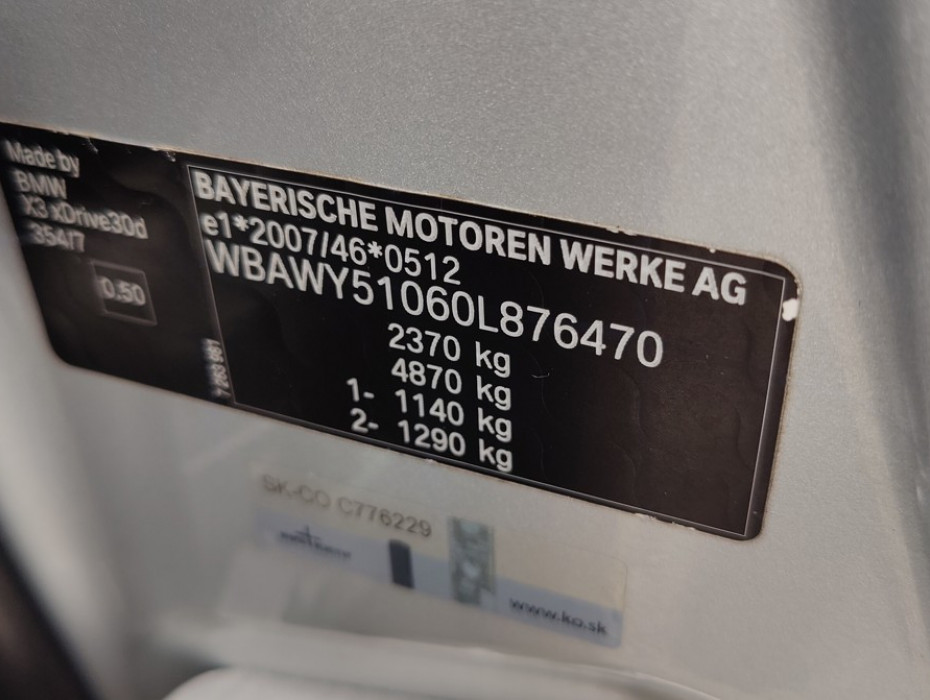 Made by
BMW
X3 xDrive30d
354/7
0.50
BAYERISCHE MOTOREN WERKE AG
e1*2007/46*0512
WBAWY51060L876470
2370 kg
4870 kg
1- 1140 kg
2- 1290 kg
SK-CO C776229
www.ko.sk